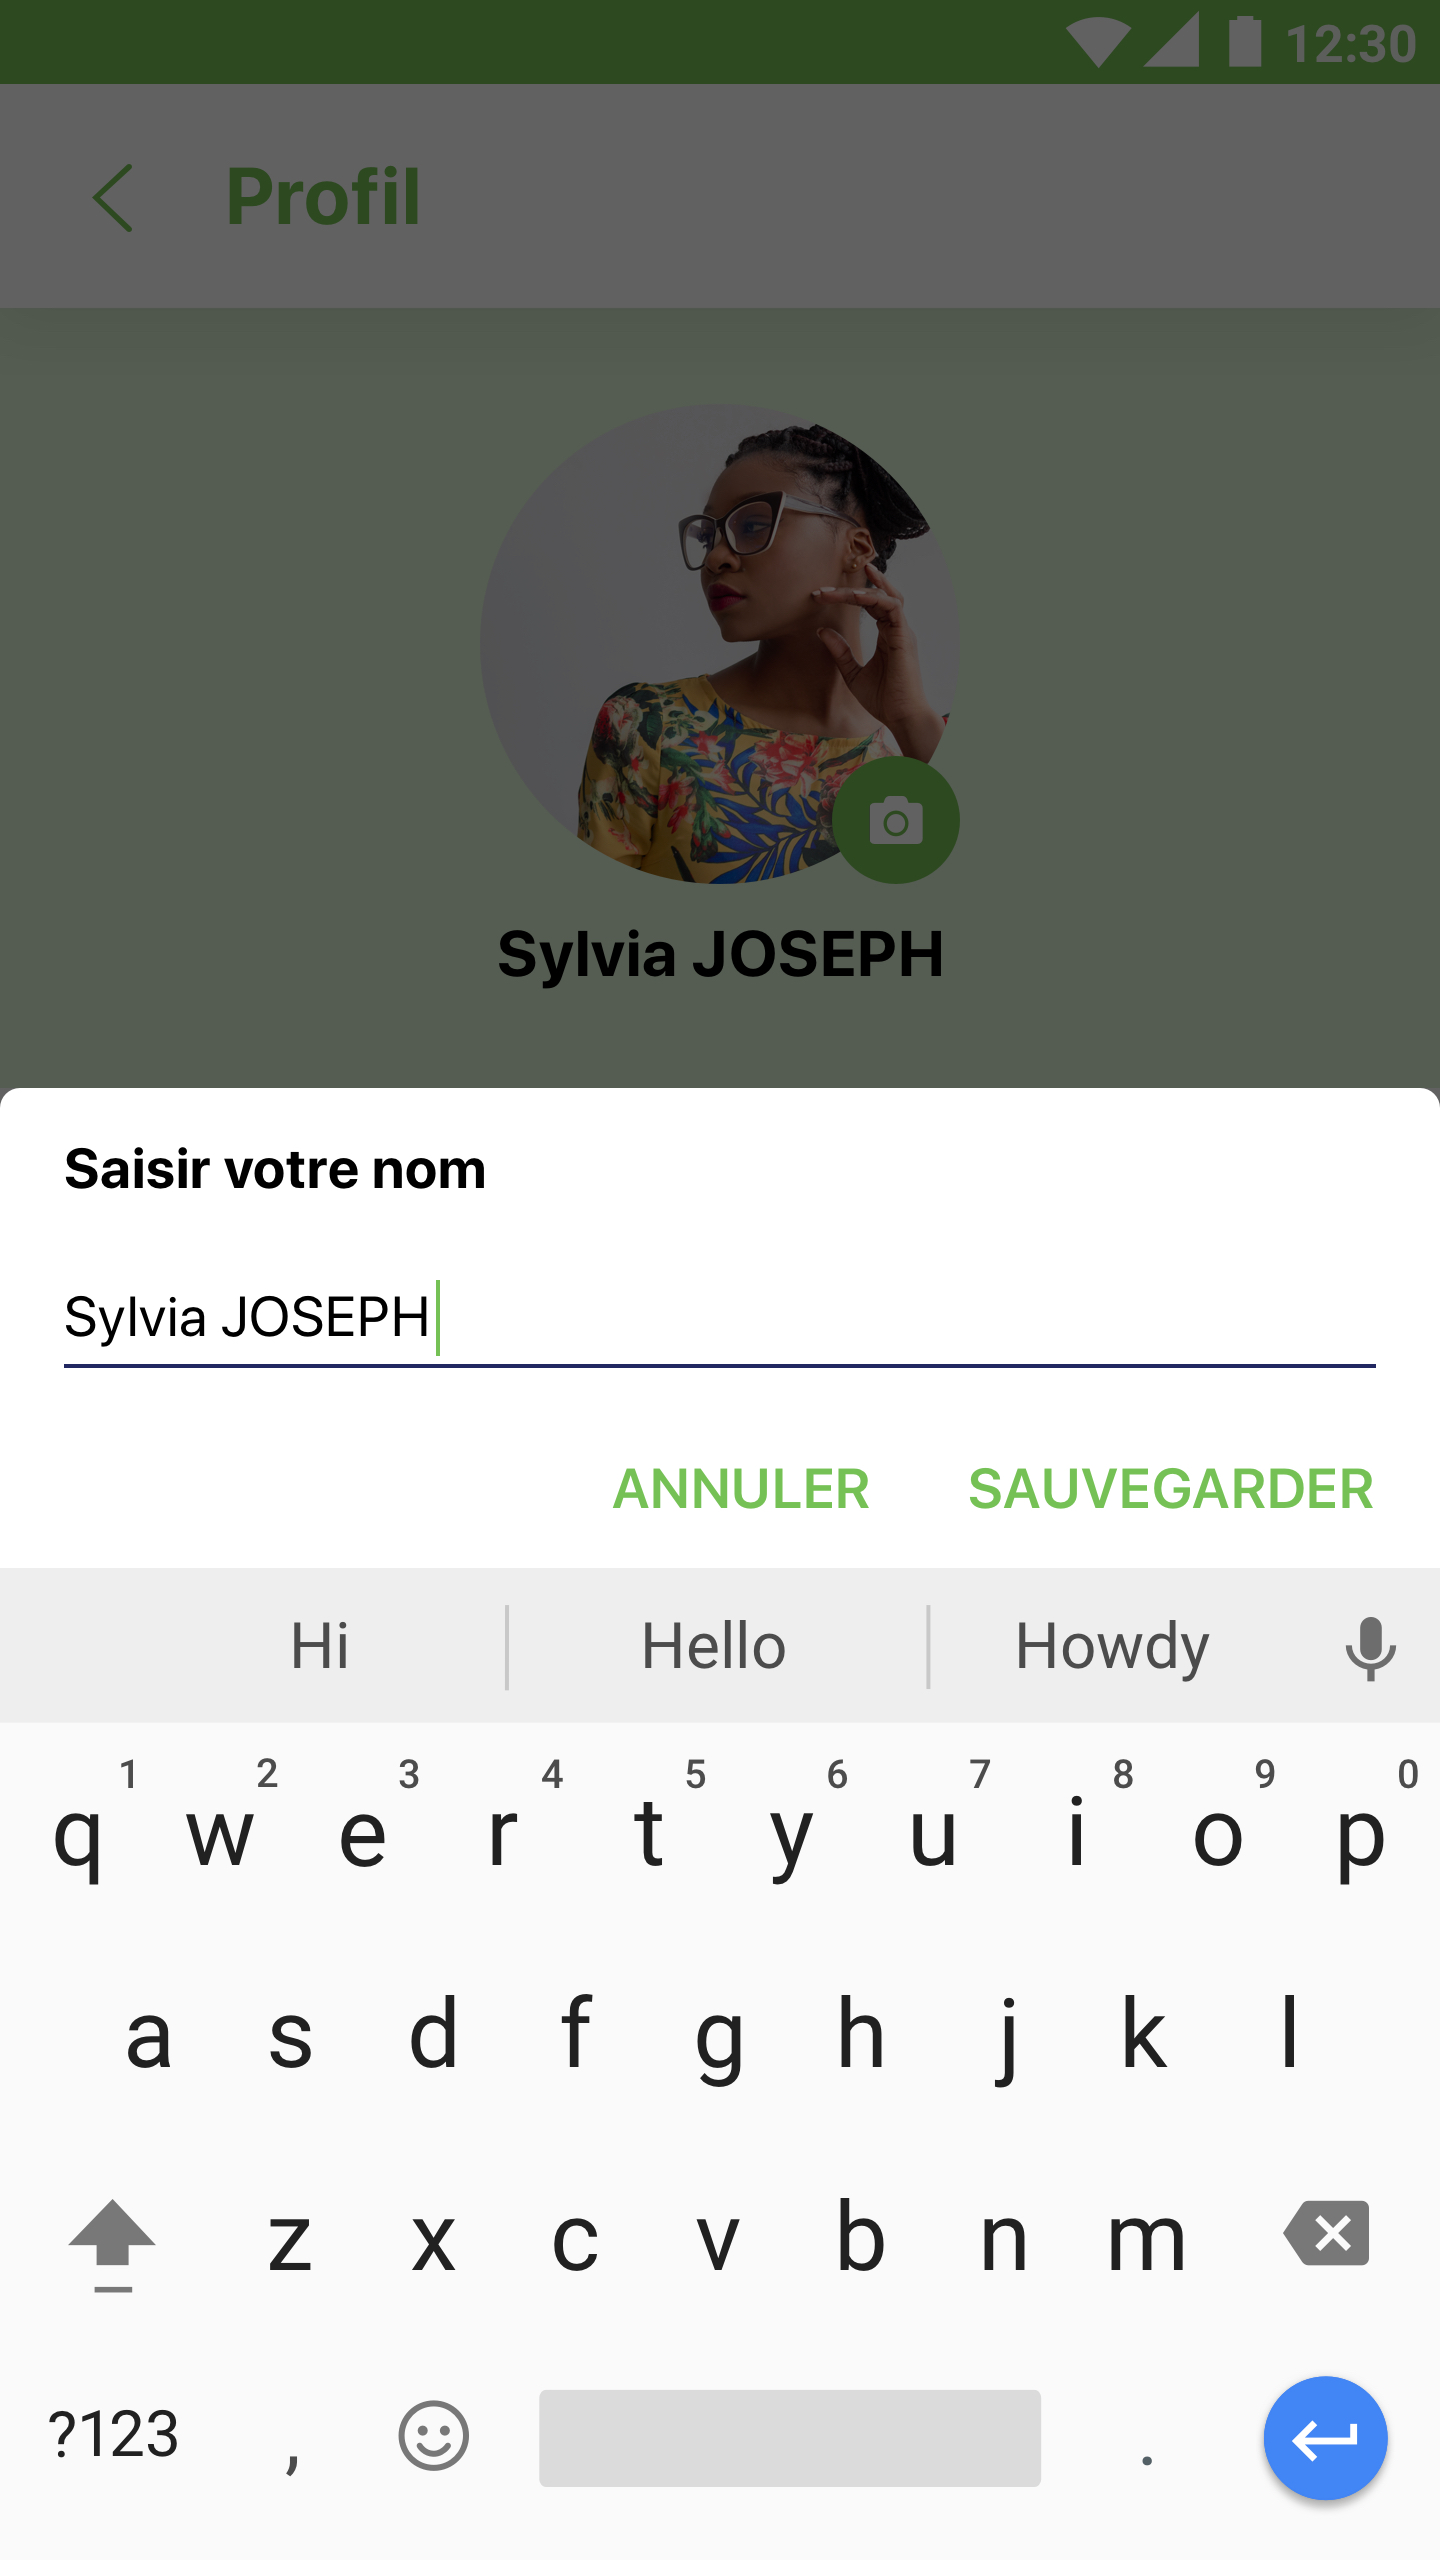 12:30
Profil
Sylvia JOSEPH
Saisir votre nom
Sylvia JOSEPH
ANNULER SAUVEGARDER
Hi Hello Howdy
1 2 3 4 5 6 7 8 9 0
q w e r t y u i o p
a s d f g h j k l
z x c v b n m
?123 , .